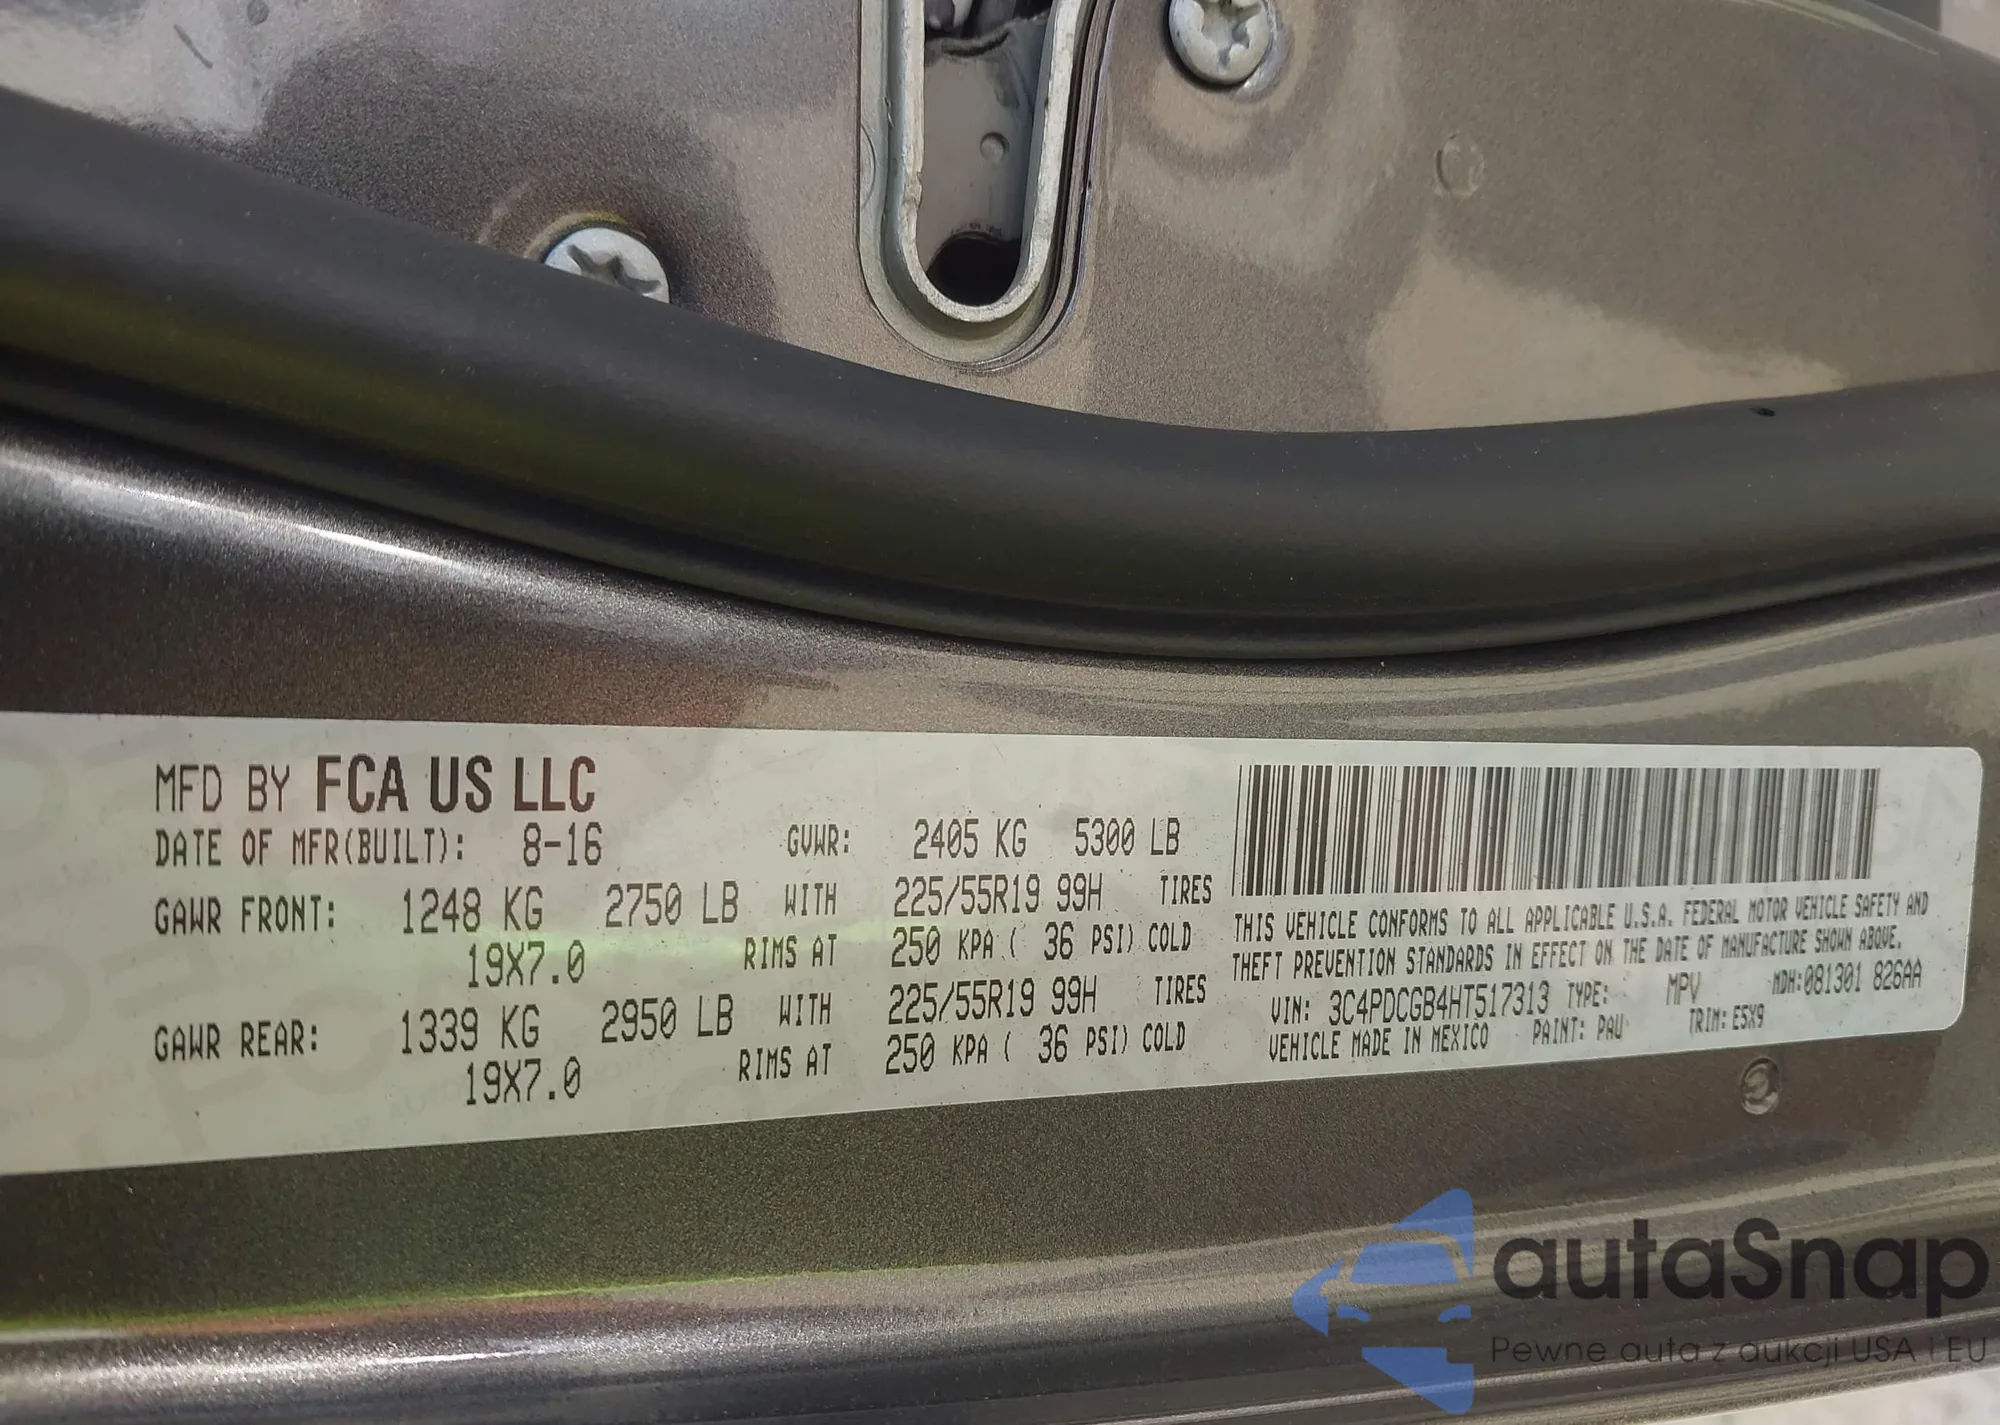 MFD BY FCA US LLC
DATE OF MFR(BUILT): 8-16 GVWR: 2405 KG 5300 LB
GAWR FRONT: 1248 KG 2750 LB WITH 225/55R19 99H TIRES
19X7.0 RIMS AT 250 KPA ( 36 PSI) COLD
GAWR REAR: 1339 KG 2950 LB WITH 225/55R19 99H TIRES
19X7.0 RIMS AT 250 KPA ( 36 PSI) COLD
THIS VEHICLE CONFORMS TO ALL APPLICABLE U.S.A. FEDERAL MOTOR VEHICLE SAFETY AND
THEFT PREVENTION STANDARDS IN EFFECT ON THE DATE OF MANUFACTURE SHOWN ABOVE.
VIN: 3C4PDCGB4HT517313 TYPE: MPV MDH:081301 826AA
VEHICLE MADE IN MEXICO PAINT: PAU TRIM: E5X9
autaSnap
Pewne auta z aukcji USA i EU